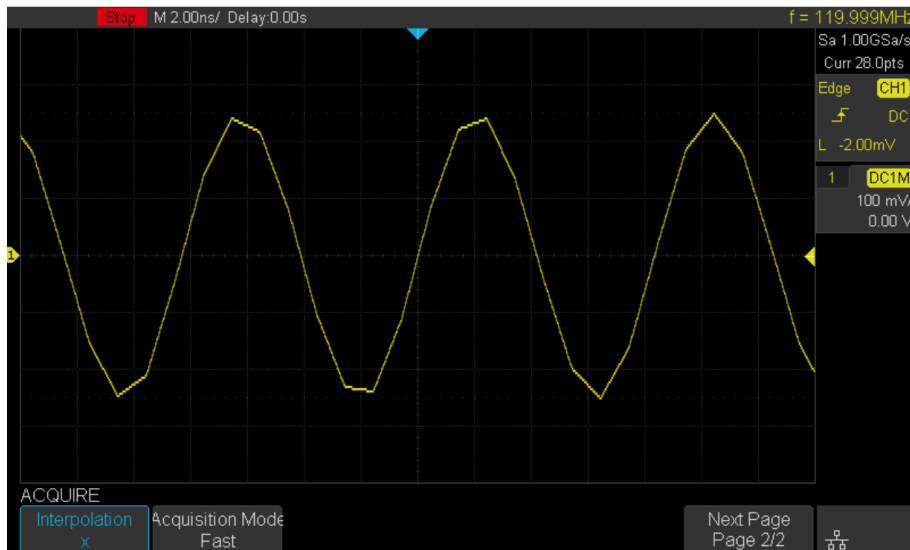 Stop M 2.00ns/ Delay:0.00s f = 119.999MHz
Sa 1.00GSa/s
Curr 28.0pts
Edge CH1
DC
L -2.00mV
1 DC1M
100 mV/
0.00 V
1
ACQUIRE
Interpolation
x
Acquisition Mode
Fast
Next Page
Page 2/2